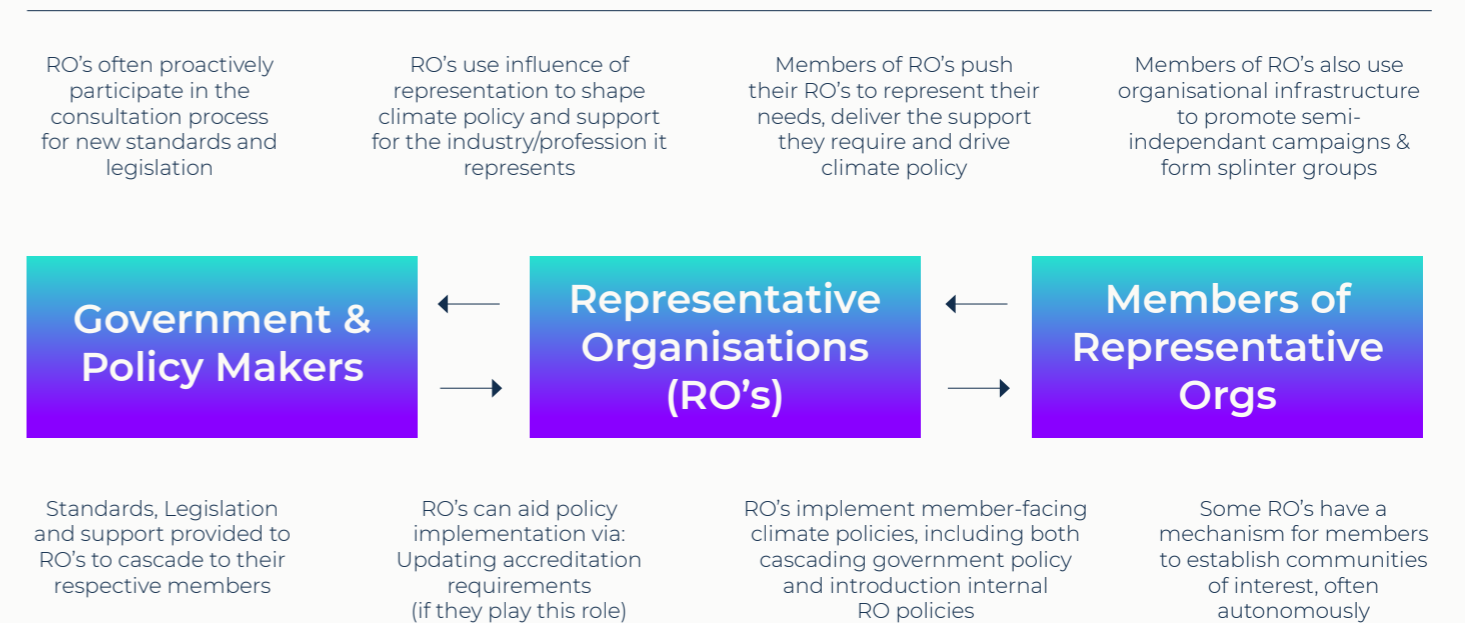 RO's often proactively
participate in the
consultation process
for new standards and
legislation
RO's use influence of
representation to shape
climate policy and support
for the industry/profession it
represents
Members of RO's push
their RO's to represent their
needs, deliver the support
they require and drive
climate policy
Members of RO's also use
organisational infrastructure
to promote semi-
independant campaigns &
form splinter groups
Government &
Policy Makers
Representative
Organisations
(RO's)
Members of
Representative
Orgs
Standards, Legislation
and support provided to
RO's to cascade to their
respective members
RO's can aid policy
implementation via:
Updating accreditation
requirements
(if they play this role)
RO's implement member-facing
climate policies, including both
cascading government policy
and introduction internal
RO policies
Some RO's have a
mechanism for members
to establish communities
of interest, often
autonomously